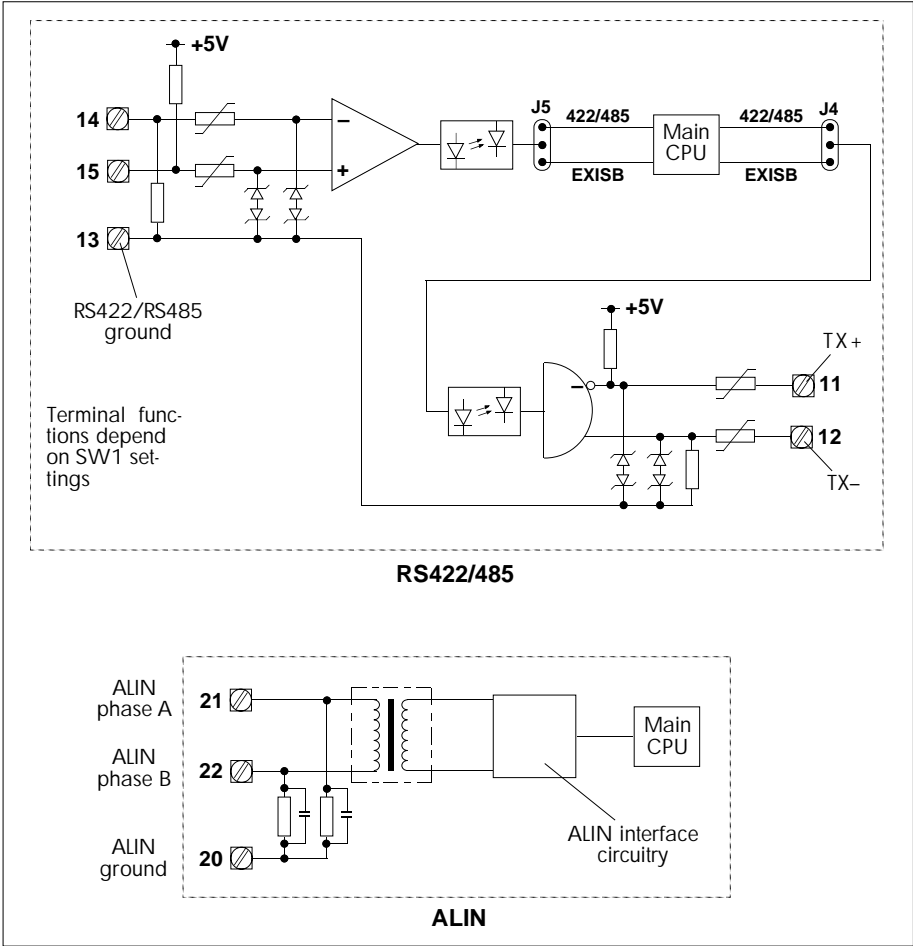 +5V
14
15
13
RS422/RS485
ground
−
+
J5
422/485
EXISB
Main
CPU
422/485
EXISB
J4
Terminal func-
tions depend
on SW1 set-
tings
+5V
−
TX+
11
12
TX–
RS422/485
ALIN
phase A
21
ALIN
phase B
22
ALIN
ground
20
Main
CPU
ALIN interface
circuitry
ALIN